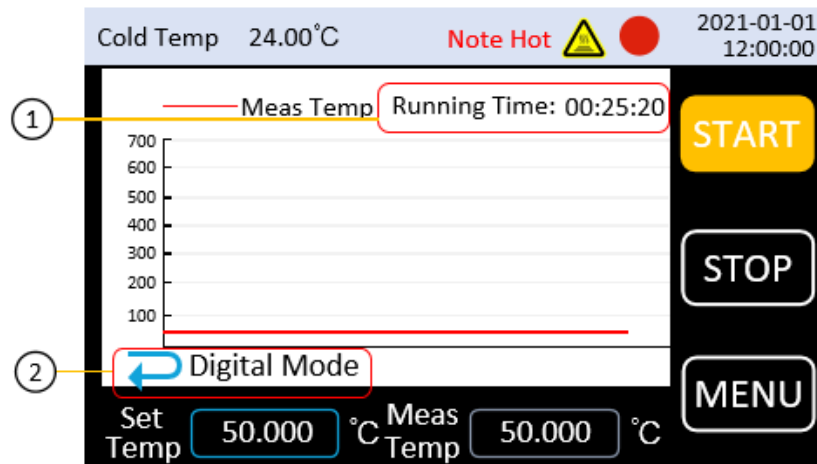 Cold Temp 24.00℃ Note Hot 2021-01-01
12:00:00
1
Meas Temp Running Time: 00:25:20
START
700
600
500
400
300
200
100
STOP
2
Digital Mode
MENU
Set Temp 50.000 ℃
Meas Temp 50.000 ℃